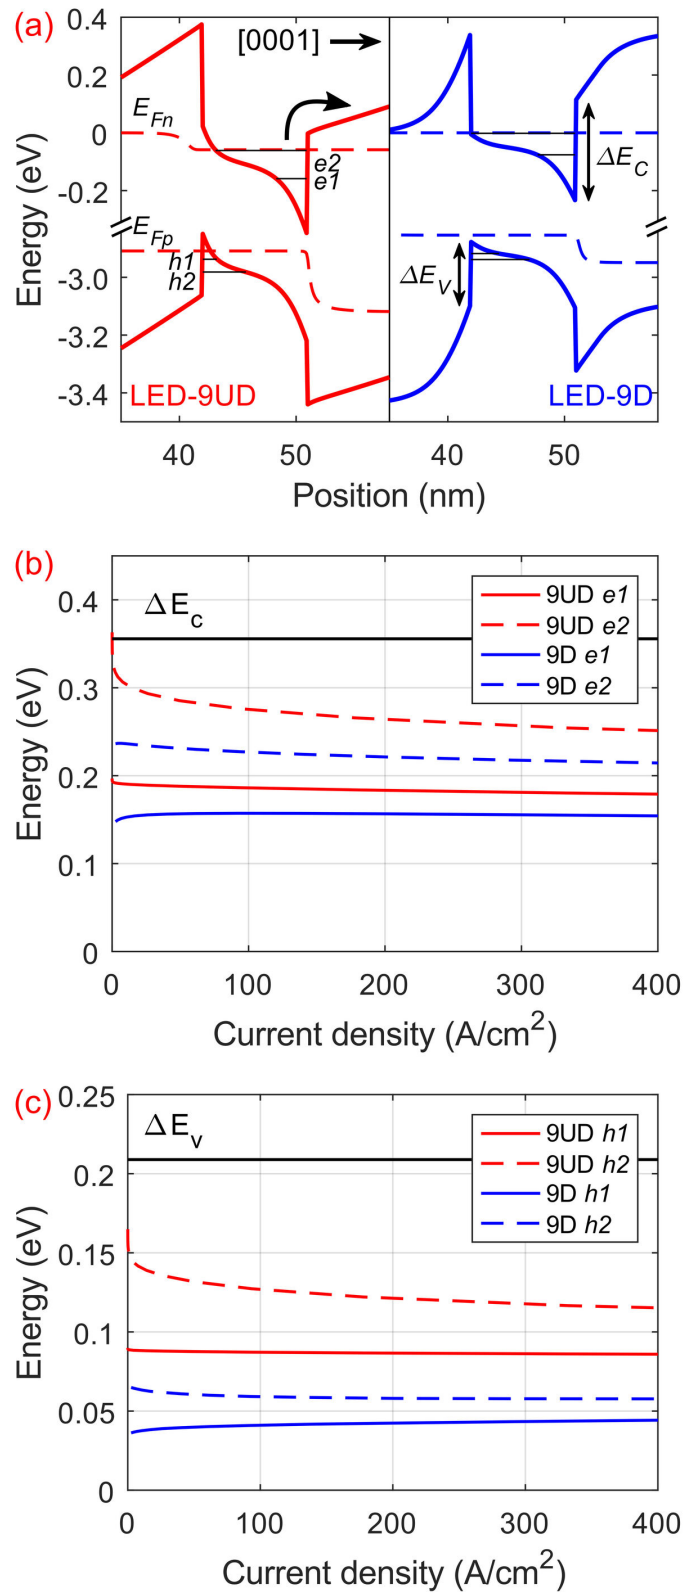 (a)
0.4
0.2
0
-0.2
-3.0
-3.2
-3.4
Energy (eV)
[0001]
E_Fn
e2
e1
E_Fp
h1
h2
ΔE_C
ΔE_V
LED-9UD
LED-9D
40 50 40 50
Position (nm)
(b)
ΔE_c
9UD e1
9UD e2
9D e1
9D e2
0.4
0.3
0.2
0.1
0
Energy (eV)
0 100 200 300 400
Current density (A/cm²)
(c)
ΔE_v
9UD h1
9UD h2
9D h1
9D h2
0.25
0.2
0.15
0.1
0.05
0
Energy (eV)
0 100 200 300 400
Current density (A/cm²)